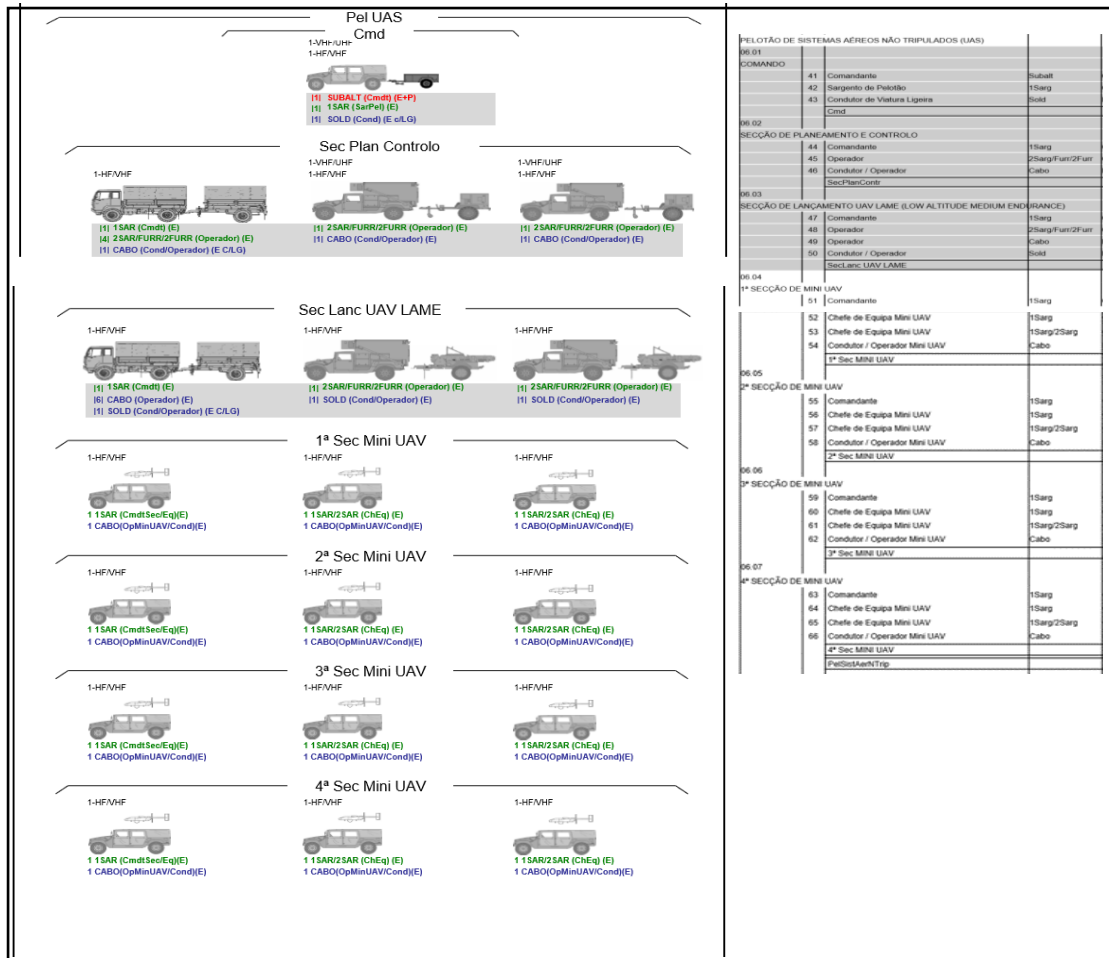 Pel UAS
Cmd
1-VHF/UHF
1-HF/VHF
|1| SUBALT (Cmdt) (E+P)
|1| 1SAR (SarPel) (E)
|1| SOLD (Cond) (E c/LG)
Sec Plan Controlo
1-HF/VHF
|1| 1SAR (Cmdt) (E)
|4| 2SAR/FURR/2FURR (Operador) (E)
|1| CABO (Cond/Operador) (E C/LG)
1-VHF/UHF
1-HF/VHF
|1| 2SAR/FURR/2FURR (Operador) (E)
|1| CABO (Cond/Operador) (E)
1-VHF/UHF
1-HF/VHF
|1| 2SAR/FURR/2FURR (Operador) (E)
|1| CABO (Cond/Operador) (E)
Sec Lanc UAV LAME
1-HF/VHF
|1| 1SAR (Cmdt) (E)
|6| CABO (Operador) (E)
|1| SOLD (Cond/Operador) (E C/LG)
1-HF/VHF
|1| 2SAR/FURR/2FURR (Operador) (E)
|1| SOLD (Cond/Operador) (E)
1-HF/VHF
|1| 2SAR/FURR/2FURR (Operador) (E)
|1| SOLD (Cond/Operador) (E)
1ª Sec Mini UAV
1-HF/VHF
1 1SAR (CmdtSec/Eq)(E)
1 CABO(OpMinUAV/Cond)(E)
1-HF/VHF
1 1SAR/2SAR (ChEq) (E)
1 CABO(OpMinUAV/Cond)(E)
1-HF/VHF
1 1SAR/2SAR (ChEq) (E)
1 CABO(OpMinUAV/Cond)(E)
2ª Sec Mini UAV
1-HF/VHF
1 1SAR (CmdtSec/Eq)(E)
1 CABO(OpMinUAV/Cond)(E)
1-HF/VHF
1 1SAR/2SAR (ChEq) (E)
1 CABO(OpMinUAV/Cond)(E)
1-HF/VHF
1 1SAR/2SAR (ChEq) (E)
1 CABO(OpMinUAV/Cond)(E)
3ª Sec Mini UAV
1-HF/VHF
1 1SAR (CmdtSec/Eq)(E)
1 CABO(OpMinUAV/Cond)(E)
1-HF/VHF
1 1SAR/2SAR (ChEq) (E)
1 CABO(OpMinUAV/Cond)(E)
1-HF/VHF
1 1SAR/2SAR (ChEq) (E)
1 CABO(OpMinUAV/Cond)(E)
4ª Sec Mini UAV
1-HF/VHF
1 1SAR (CmdtSec/Eq)(E)
1 CABO(OpMinUAV/Cond)(E)
1-HF/VHF
1 1SAR/2SAR (ChEq) (E)
1 CABO(OpMinUAV/Cond)(E)
1-HF/VHF
1 1SAR/2SAR (ChEq) (E)
1 CABO(OpMinUAV/Cond)(E)
PELOTÃO DE SISTEMAS AÉREOS NÃO TRIPULADOS (UAS)
06.01
COMANDO
41 Comandante Subalt
42 Sargento de Pelotão 1Sarg
43 Condutor de Viatura Ligeira Sold
Cmd
06.02
SECÇÃO DE PLANEAMENTO E CONTROLO
44 Comandante 1Sarg
45 Operador 2Sarg/Furr/2Furr
46 Condutor / Operador Cabo
SecPlanContr
06.03
SECÇÃO DE LANÇAMENTO UAV LAME (LOW ALTITUDE MEDIUM ENDURANCE)
47 Comandante 1Sarg
48 Operador 2Sarg/Furr/2Furr
49 Operador Cabo
50 Condutor / Operador Sold
SecLanc UAV LAME
06.04
1ª SECÇÃO DE MINI UAV
51 Comandante 1Sarg
52 Chefe de Equipa Mini UAV 1Sarg
53 Chefe de Equipa Mini UAV 1Sarg/2Sarg
54 Condutor / Operador Mini UAV Cabo
1ª Sec MINI UAV
06.05
2ª SECÇÃO DE MINI UAV
55 Comandante 1Sarg
56 Chefe de Equipa Mini UAV 1Sarg
57 Chefe de Equipa Mini UAV 1Sarg/2Sarg
58 Condutor / Operador Mini UAV Cabo
2ª Sec MINI UAV
06.06
3ª SECÇÃO DE MINI UAV
59 Comandante 1Sarg
60 Chefe de Equipa Mini UAV 1Sarg
61 Chefe de Equipa Mini UAV 1Sarg/2Sarg
62 Condutor / Operador Mini UAV Cabo
3ª Sec MINI UAV
06.07
4ª SECÇÃO DE MINI UAV
63 Comandante 1Sarg
64 Chefe de Equipa Mini UAV 1Sarg
65 Chefe de Equipa Mini UAV 1Sarg/2Sarg
66 Condutor / Operador Mini UAV Cabo
4ª Sec MINI UAV
PelSistAerNTrip